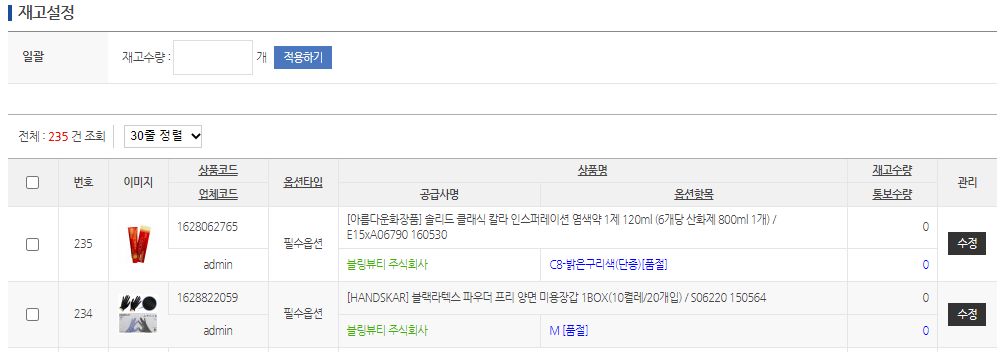 재고설정
일괄 재고수량 : 개 적용하기
전체 : 235 건 조회 30줄 정렬
번호 이미지 상품코드 업체코드 옵션타입 상품명 공급사명 옵션항목 재고수량 통보수량 관리
235 1628062765 필수옵션 [아름다운화장품] 솔리드 클래식 칼라 인스퍼레이션 염색약 1제 120ml (6개당 산화제 800ml 1개) / 0 수정
E15xA06790 160530
admin 블링뷰티 주식회사 C8-밝은구리색(단종)[품절] 0
234 1628822059 필수옵션 [HANDSKAR] 블랙라텍스 파우더 프리 양면 미용장갑 1BOX(10켤레/20개입) / S06220 150564 0 수정
admin 블링뷰티 주식회사 M [품절] 0